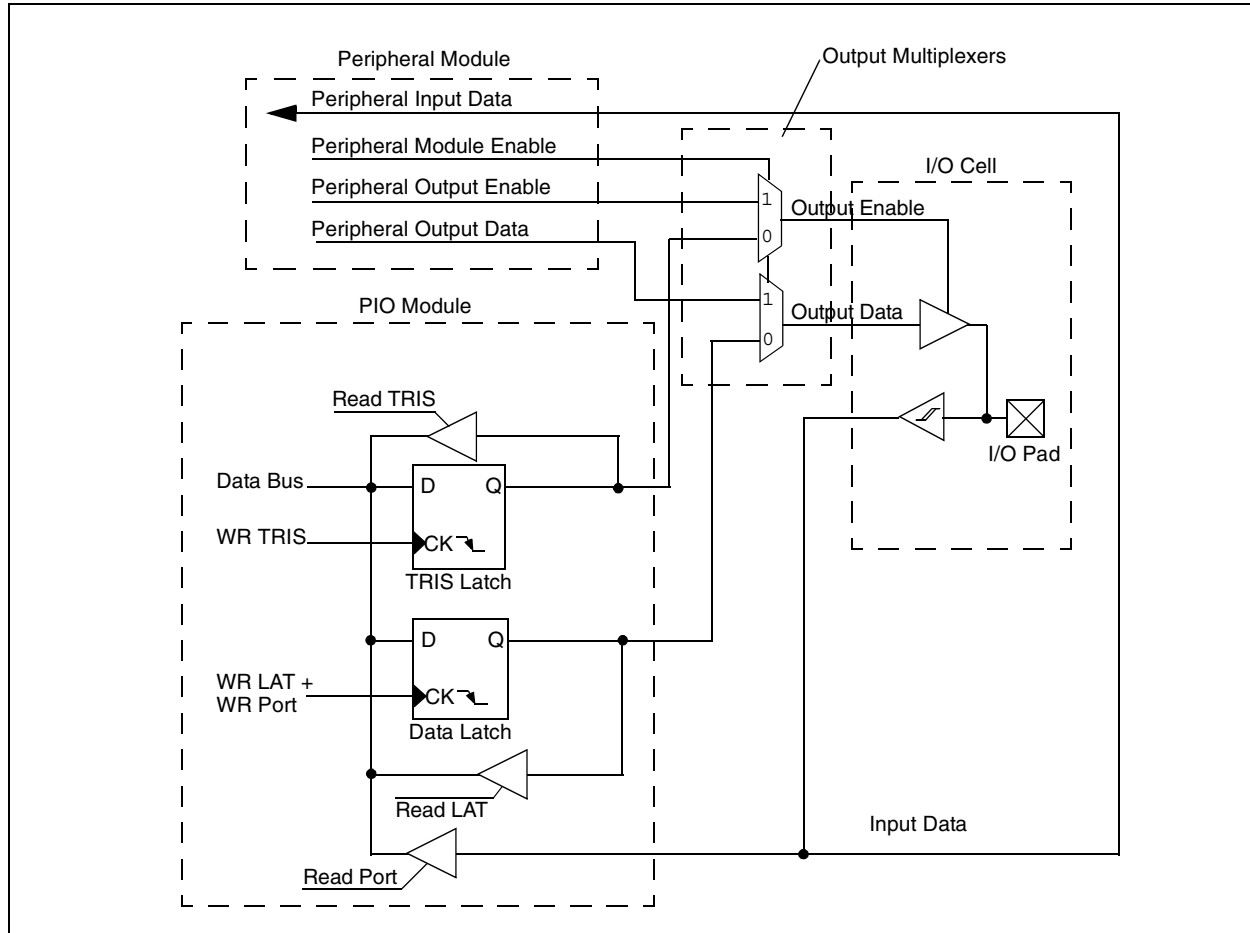 Peripheral Module
Output Multiplexers
Peripheral Input Data
Peripheral Module Enable
I/O Cell
Peripheral Output Enable
1
Output Enable
Peripheral Output Data
0
PIO Module
1
Output Data
0
Read TRIS
I/O Pad
Data Bus
D
Q
WR TRIS
CK
TRIS Latch
D
Q
WR LAT +
WR Port
CK
Data Latch
Read LAT
Input Data
Read Port